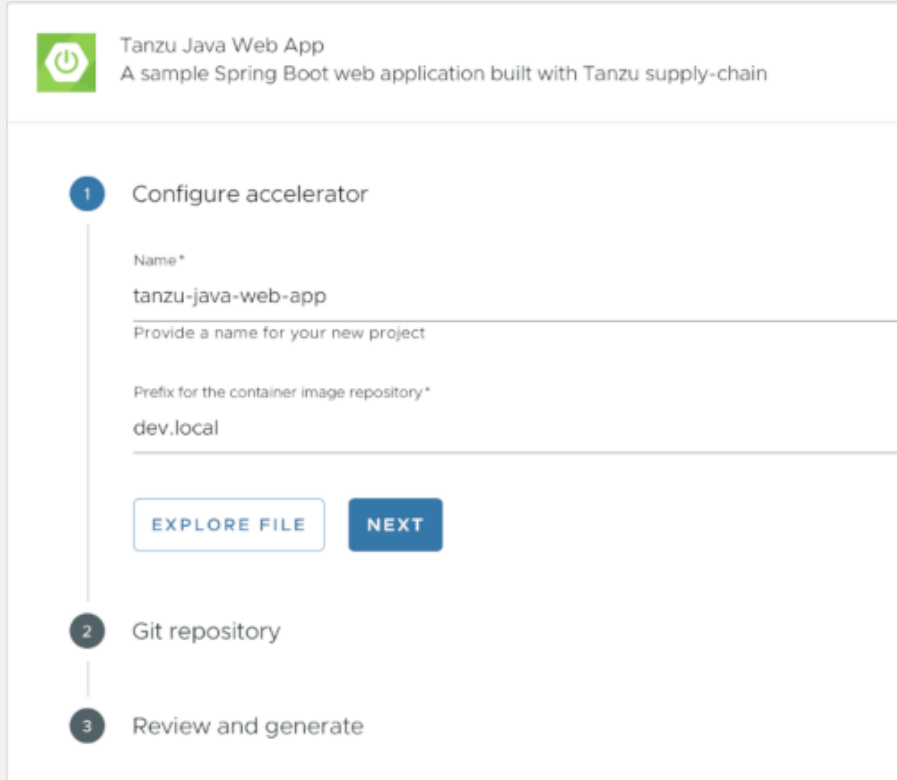 Tanzu Java Web App
A sample Spring Boot web application built with Tanzu supply-chain
1
Configure accelerator
Name*
tanzu-java-web-app
Provide a name for your new project
Prefix for the container image repository*
dev.local
EXPLORE FILE
NEXT
2
Git repository
3
Review and generate